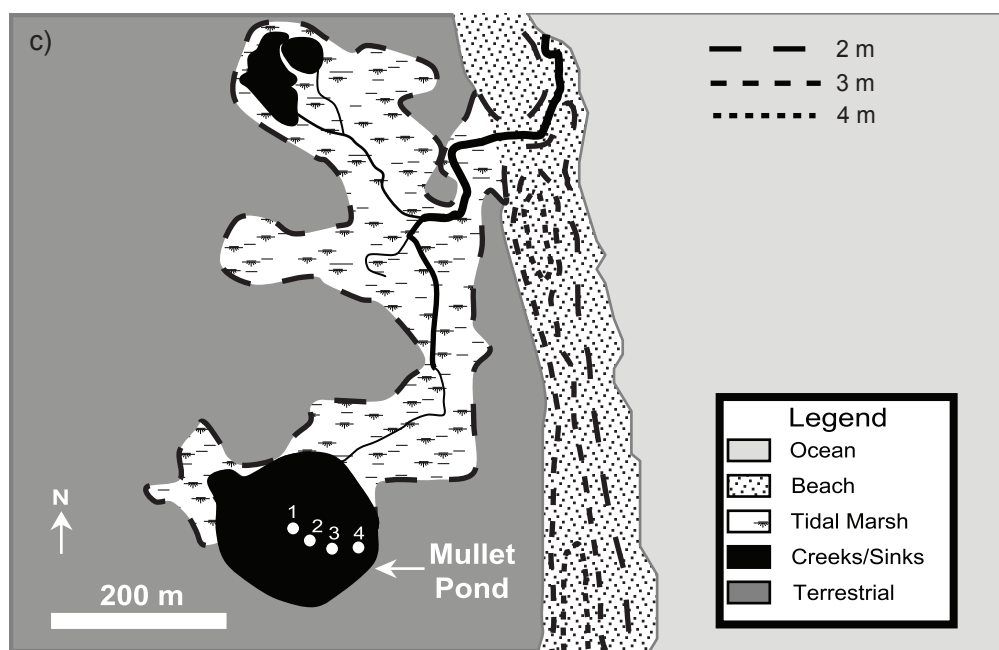 c)
2 m
3 m
4 m
Legend
Ocean
Beach
Tidal Marsh
Creeks/Sinks
Terrestrial
N
1
2
3
4
Mullet
Pond
200 m